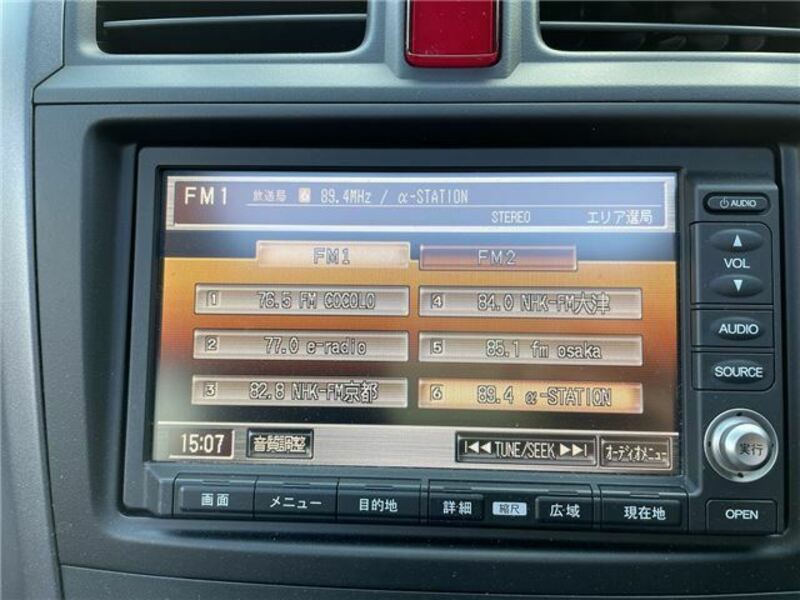 FM1 放送局 6 89.4MHz / α-STATION
STEREO エリア選局
FM1 FM2
1 76.5 FM COCOLO
4 84.0 NHK-FM大津
2 77.0 e-radio
5 85.1 fm osaka
3 82.8 NHK-FM京都
6 89.4 α-STATION
15:07 音質調整 TUNE/SEEK オーディオメニュー
画面 メニュー 目的地 詳細 縮尺 広域 現在地
AUDIO
VOL
AUDIO
SOURCE
実行
OPEN